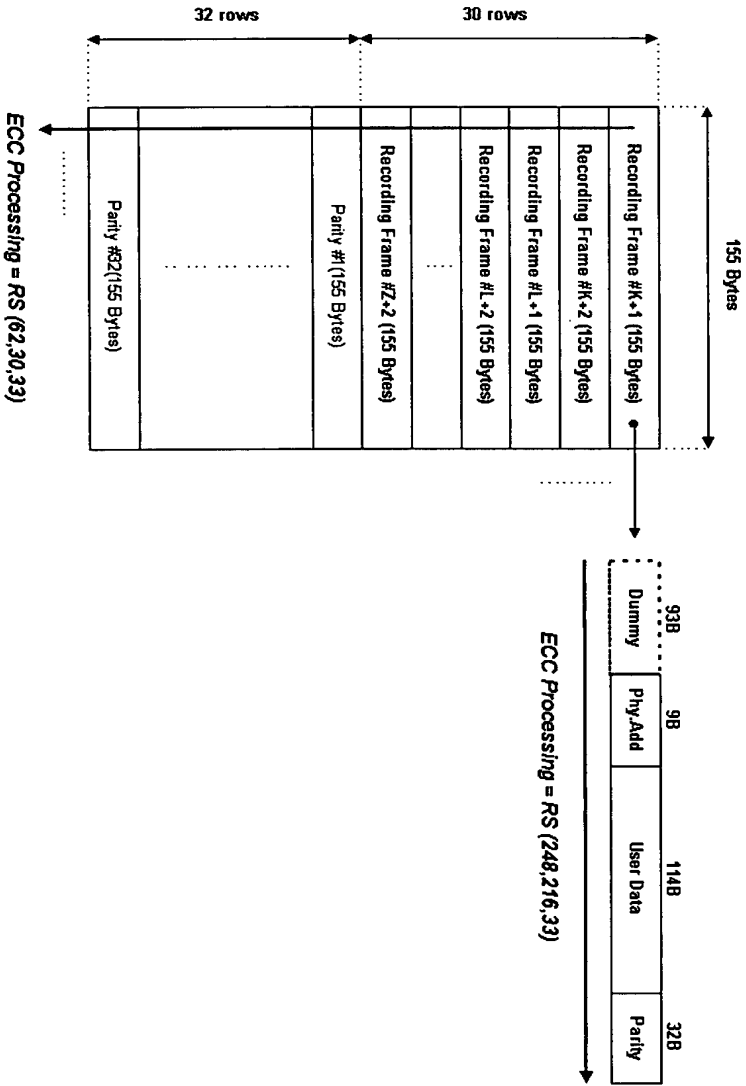 155 Bytes
30 rows
32 rows
Recording Frame #K+1 (155 Bytes)
Recording Frame #K+2 (155 Bytes)
Recording Frame #L+1 (155 Bytes)
Recording Frame #L+2 (155 Bytes)
........
Recording Frame #Z+2 (155 Bytes)
Parity #1(155 Bytes)
... ... ... ......
Parity #32(155 Bytes)
ECC Processing = RS (62,30,33)
93B
9B
114B
32B
Dummy
Phy.Add
User Data
Parity
ECC Processing = RS (248,216,33)